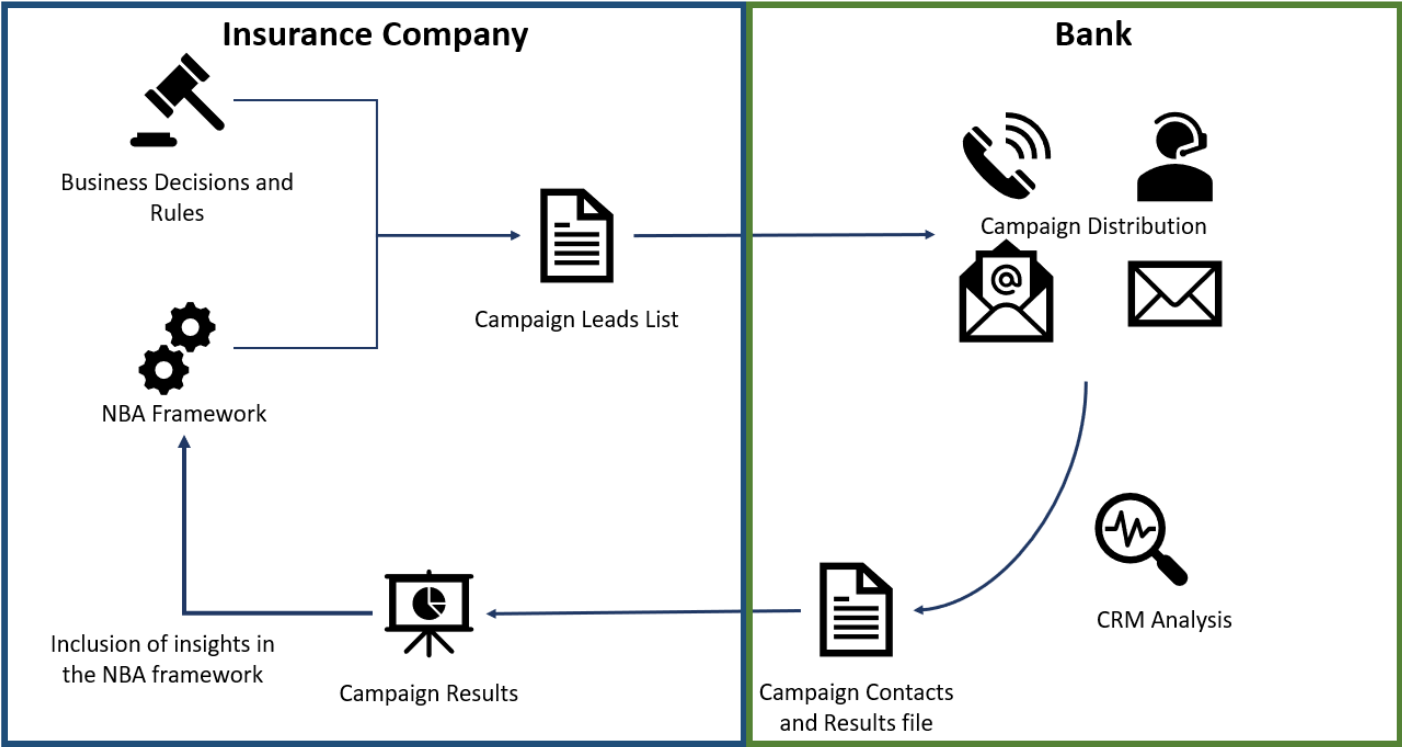 Insurance Company
Bank
Business Decisions and
Rules
Campaign Distribution
@
Campaign Leads List
NBA Framework
CRM Analysis
Inclusion of insights in
the NBA framework
Campaign Results
Campaign Contacts
and Results file